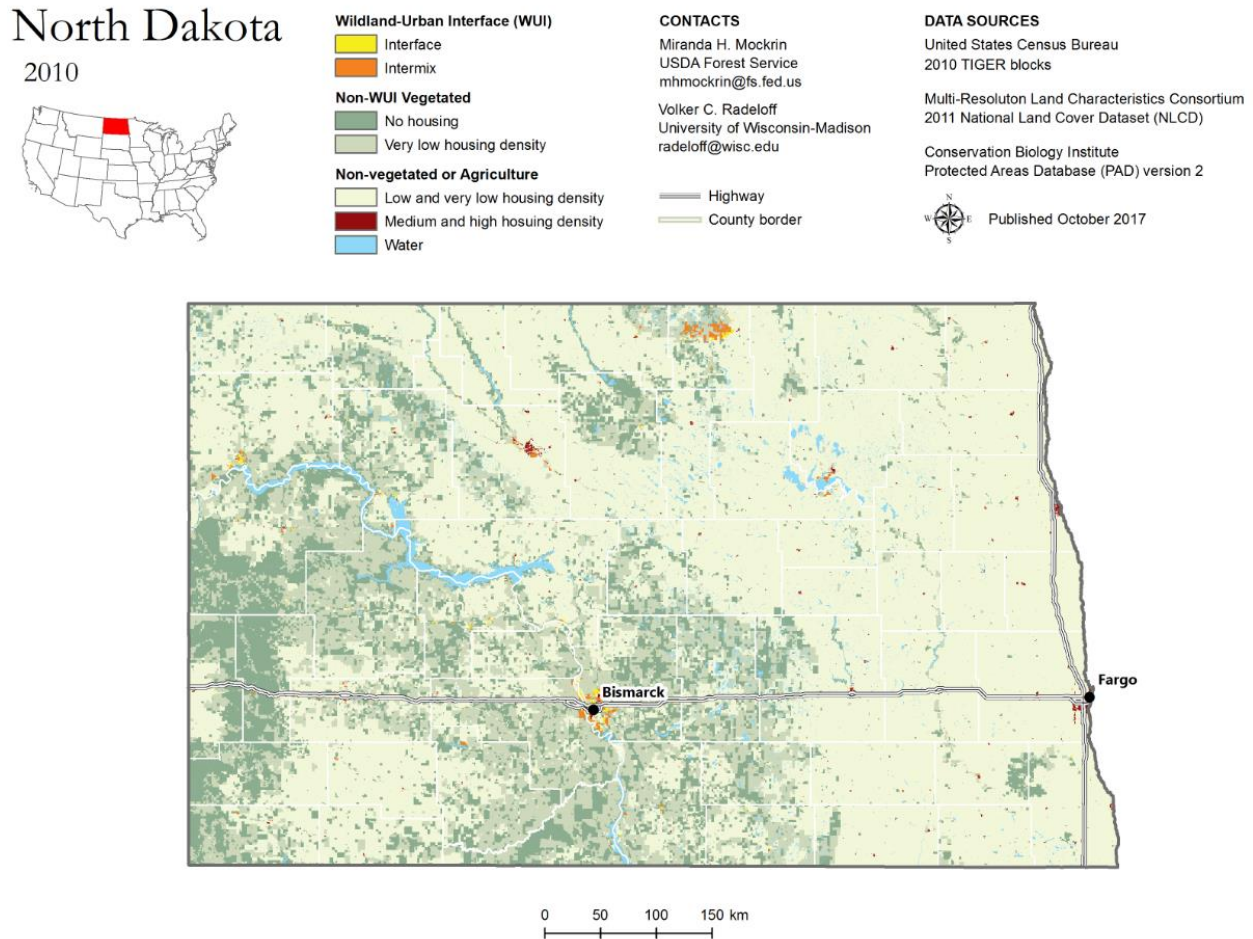 North Dakota
2010
Wildland-Urban Interface (WUI)
Interface
Intermix
Non-WUI Vegetated
No housing
Very low housing density
Non-vegetated or Agriculture
Low and very low housing density
Medium and high housing density
Water
CONTACTS
Miranda H. Mockrin
USDA Forest Service
mhmockrin@fs.fed.us
Volker C. Radeloff
University of Wisconsin-Madison
radeloff@wisc.edu
Highway
County border
DATA SOURCES
United States Census Bureau
2010 TIGER blocks
Multi-Resoluton Land Characteristics Consortium
2011 National Land Cover Dataset (NLCD)
Conservation Biology Institute
Protected Areas Database (PAD) version 2
N
W E
S
Published October 2017
Bismarck
Fargo
0 50 100 150 km